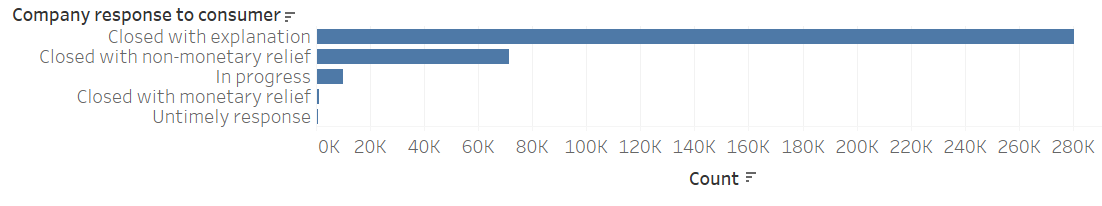 Company response to consumer
Closed with explanation
Closed with non-monetary relief
In progress
Closed with monetary relief
Untimely response
0K 20K 40K 60K 80K 100K 120K 140K 160K 180K 200K 220K 240K 260K 280K
Count